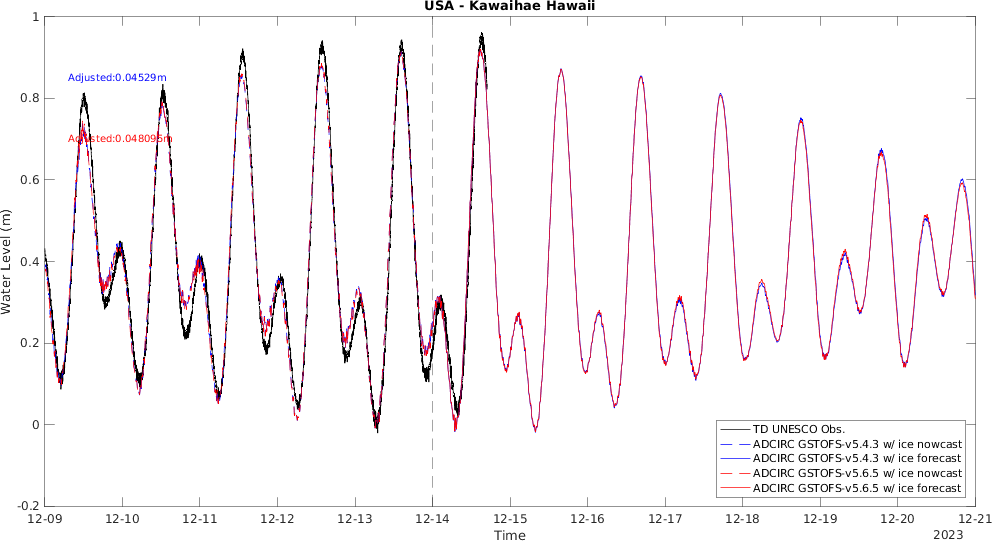 USA - Kawaihae Hawaii
1
0.8
0.6
0.4
0.2
0
-0.2
Water Level (m)
Adjusted:0.04529m
Adjusted:0.048095m
TD UNESCO Obs.
ADCIRC GSTOFS-v5.4.3 w/ ice nowcast
ADCIRC GSTOFS-v5.4.3 w/ ice forecast
ADCIRC GSTOFS-v5.6.5 w/ ice nowcast
ADCIRC GSTOFS-v5.6.5 w/ ice forecast
12-09 12-10 12-11 12-12 12-13 12-14 12-15 12-16 12-17 12-18 12-19 12-20 12-21
Time
2023